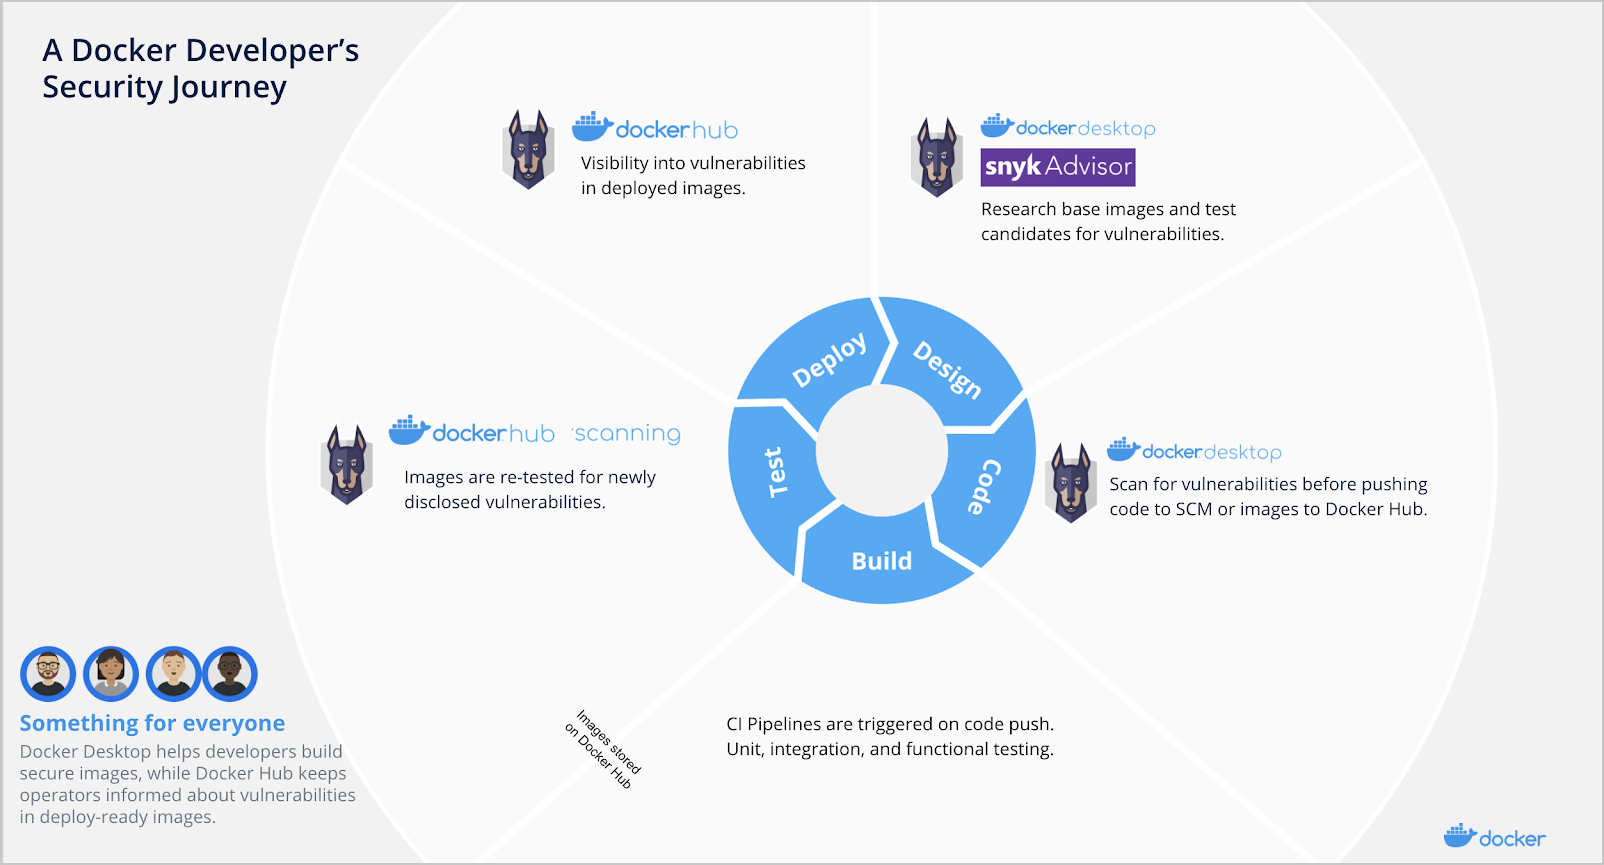 A Docker Developer’s
Security Journey
docker hub
Visibility into vulnerabilities
in deployed images.
docker desktop
snyk Advisor
Research base images and test
candidates for vulnerabilities.
Deploy
Design
Test
Code
Build
docker hub scanning
Images are re-tested for newly
disclosed vulnerabilities.
docker desktop
Scan for vulnerabilities before pushing
code to SCM or images to Docker Hub.
Images stored
on Docker Hub
CI Pipelines are triggered on code push.
Unit, integration, and functional testing.
Something for everyone
Docker Desktop helps developers build
secure images, while Docker Hub keeps
operators informed about vulnerabilities
in deploy-ready images.
docker